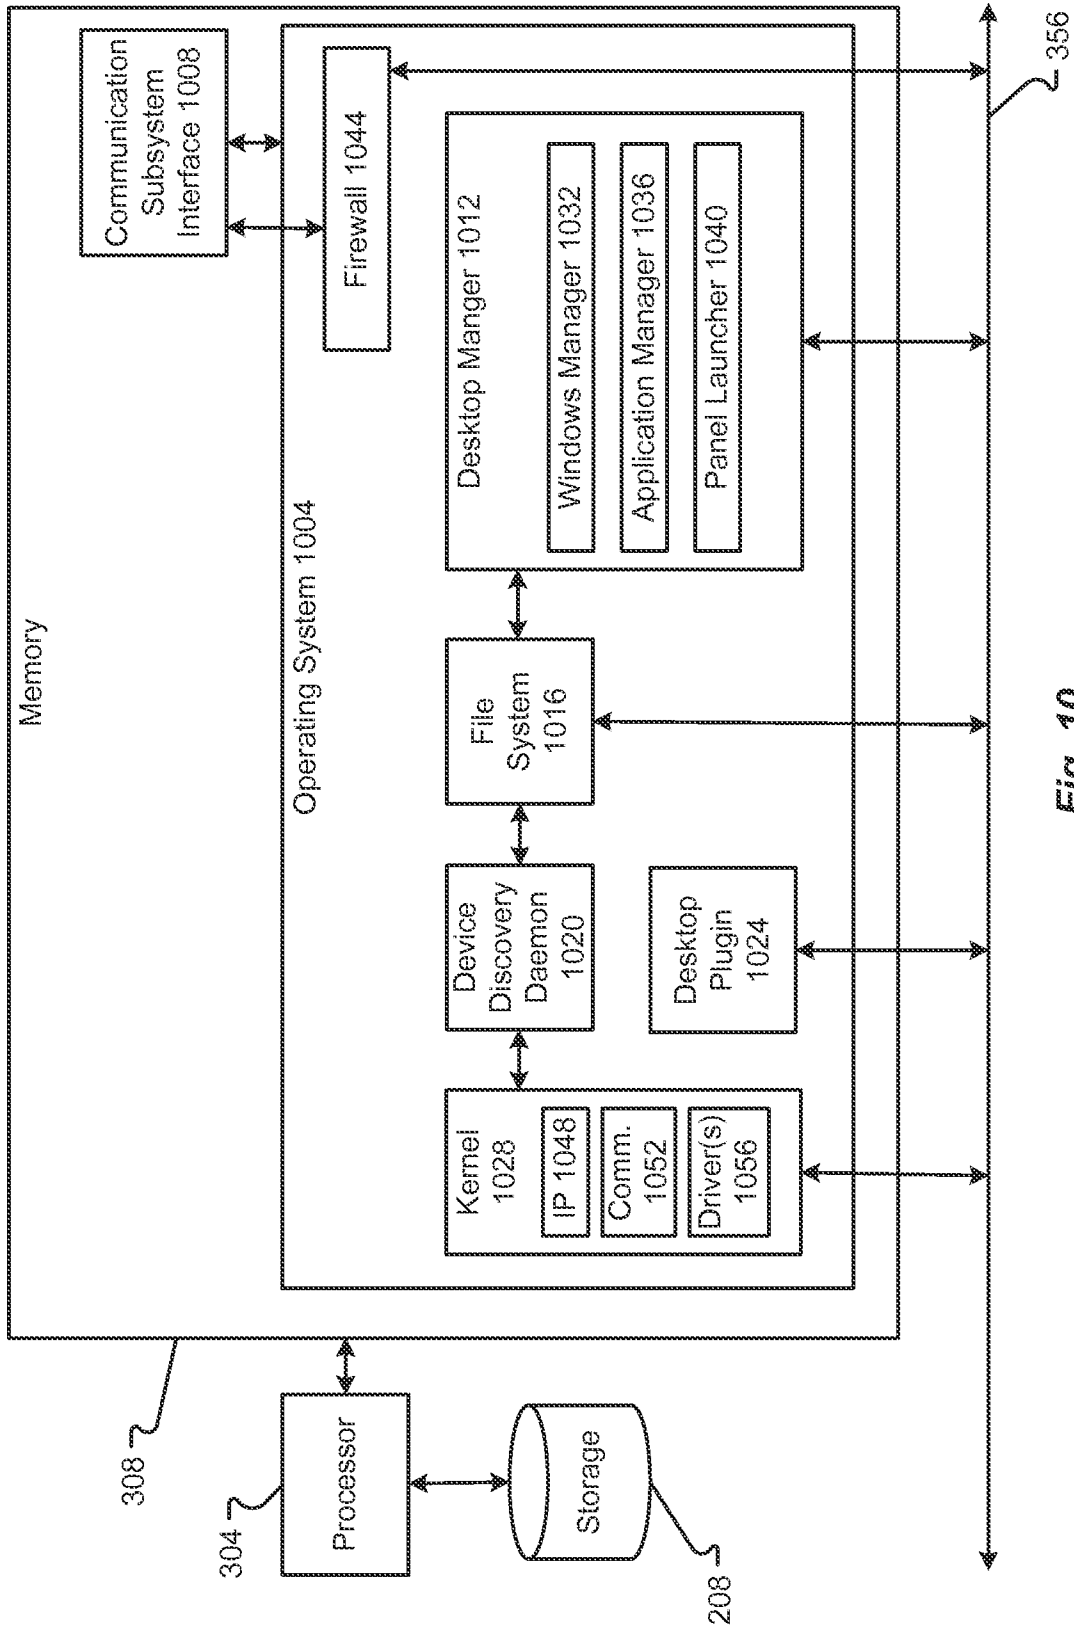 Memory
308
304
Processor
Storage
208
Communication
Subsystem
Interface 1008
Operating System 1004
Firewall 1044
Kernel
1028
IP 1048
Comm.
1052
Driver(s)
1056
Device
Discovery
Daemon
1020
Desktop
Plugin
1024
File
System
1016
Desktop Manger 1012
Windows Manager 1032
Application Manager 1036
Panel Launcher 1040
356
Fig. 10